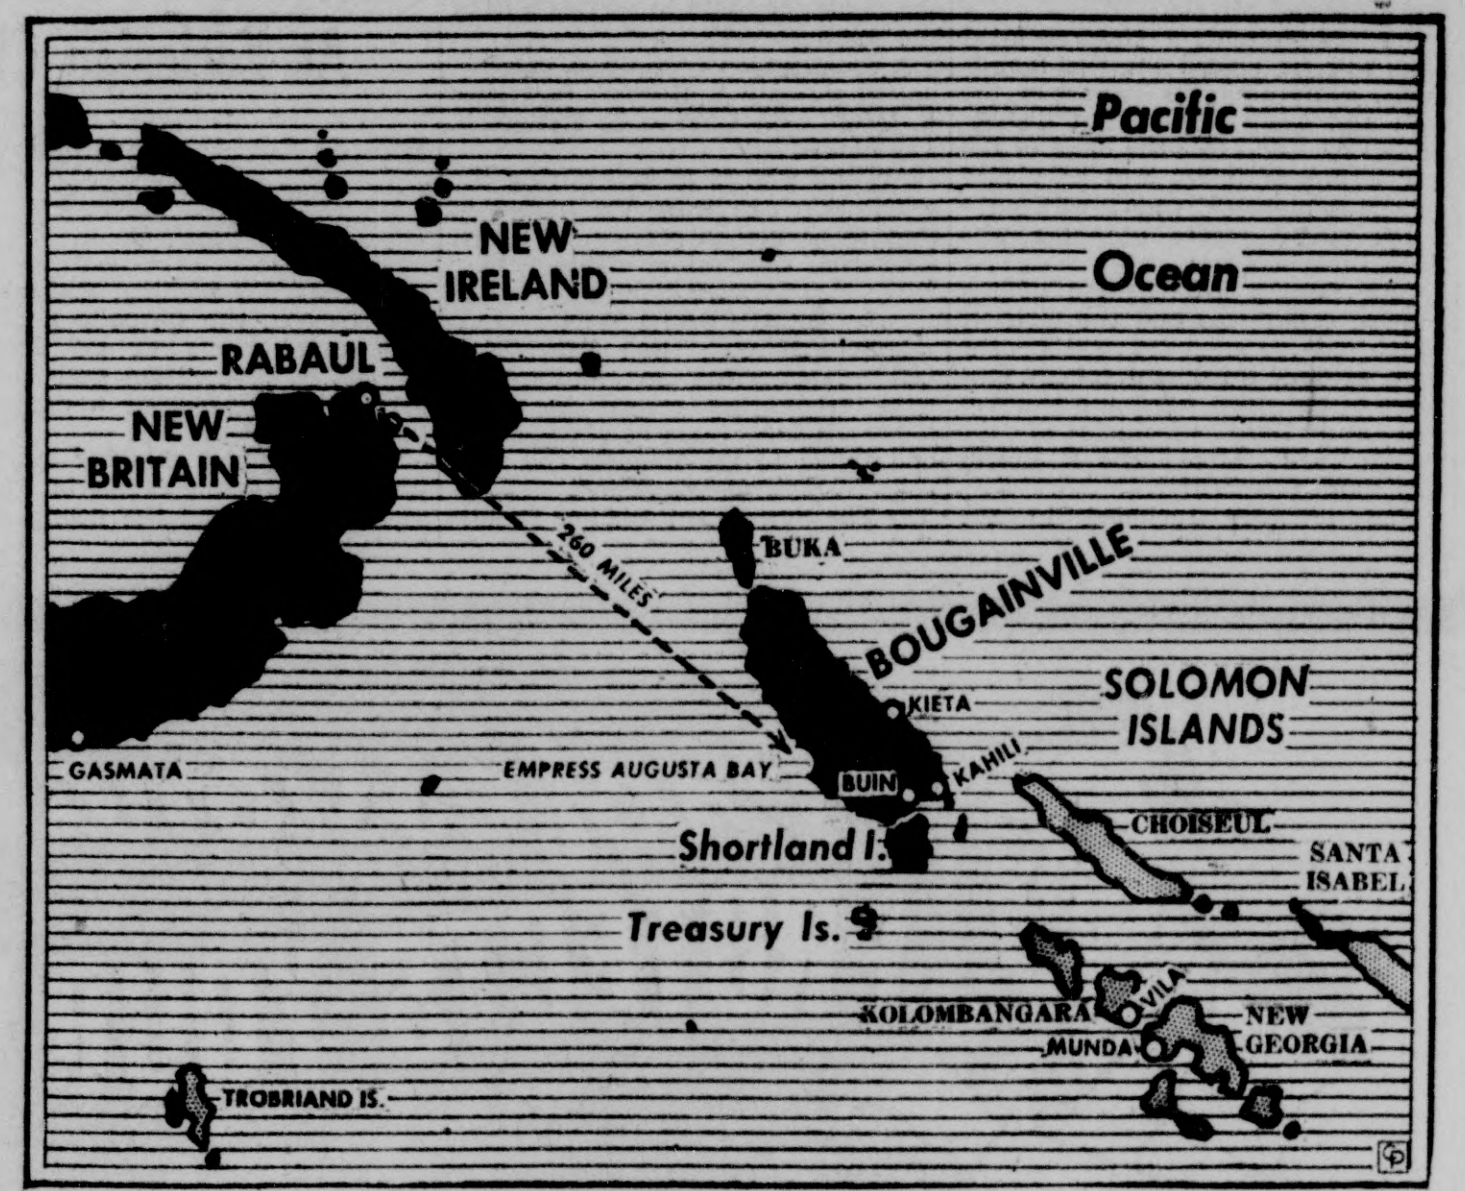 Pacific
Ocean
NEW
IRELAND
RABAUL
NEW
BRITAIN
260 MILES
BUKA
BOUGAINVILLE
KIETA
SOLOMON
ISLANDS
GASMATA
EMPRESS AUGUSTA BAY
BUIN
KAHILI
Shortland I.
CHOISEUL
SANTA
ISABEL
Treasury Is.
KOLOMBANGARA
VILA
MUNDA
NEW
GEORGIA
TROBRIAND IS.
CP